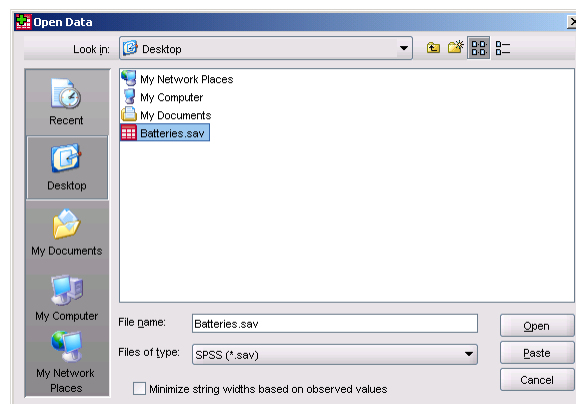 Open Data
Look in: Desktop
My Network Places
My Computer
My Documents
Batteries.sav
Recent
Desktop
My Documents
My Computer
My Network
Places
File name: Batteries.sav
Open
Files of type: SPSS (*.sav)
Paste
Cancel
Minimize string widths based on observed values